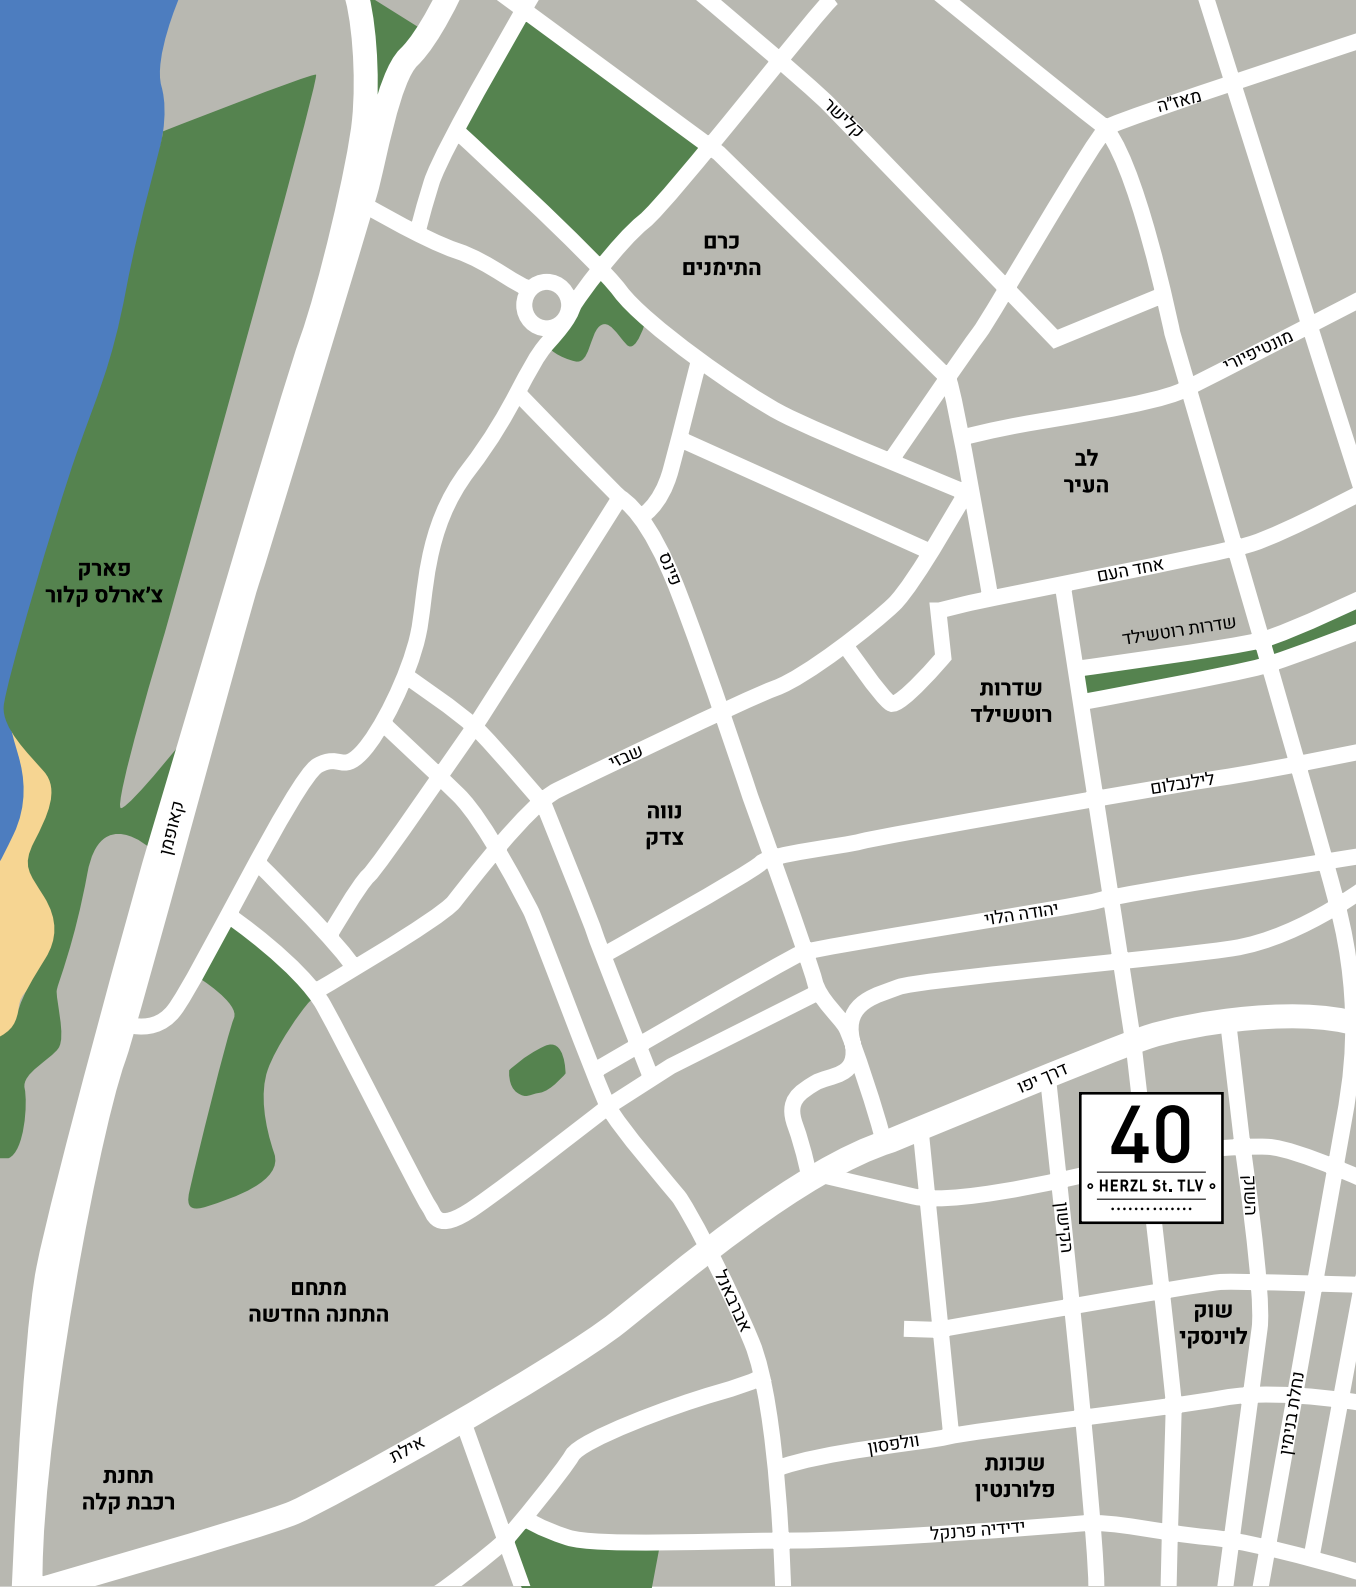 מאז״ה
קלישר
כרם
התימנים
מונטיפיורי
לב
העיר
פארק
צ׳ארלס קלור
פינס
אחד העם
שדרות רוטשילד
שדרות
רוטשילד
שבזי
לילנבלום
קאופמן
נווה
צדק
יהודה הלוי
דרך יפו
40
HERZL St. TLV
השוק
הקישון
מתחם
התחנה החדשה
אברבאנל
שוק
לוינסקי
נחלת בנימין
אילת
וולפסון
תחנת
רכבת קלה
שכונת
פלורנטין
ידידיה פרנקל